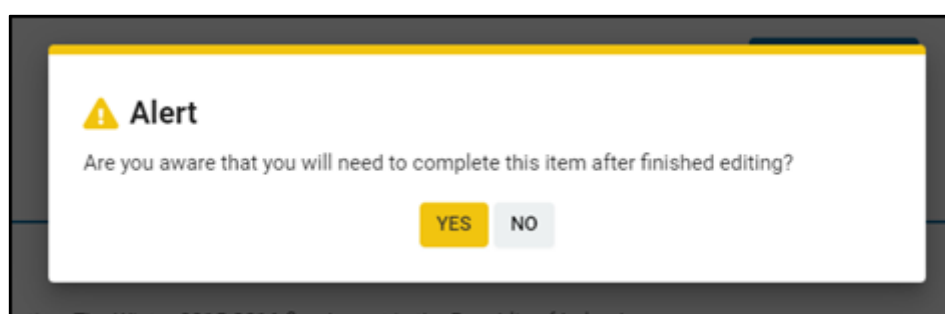 Alert
Are you aware that you will need to complete this item after finished editing?
YES NO